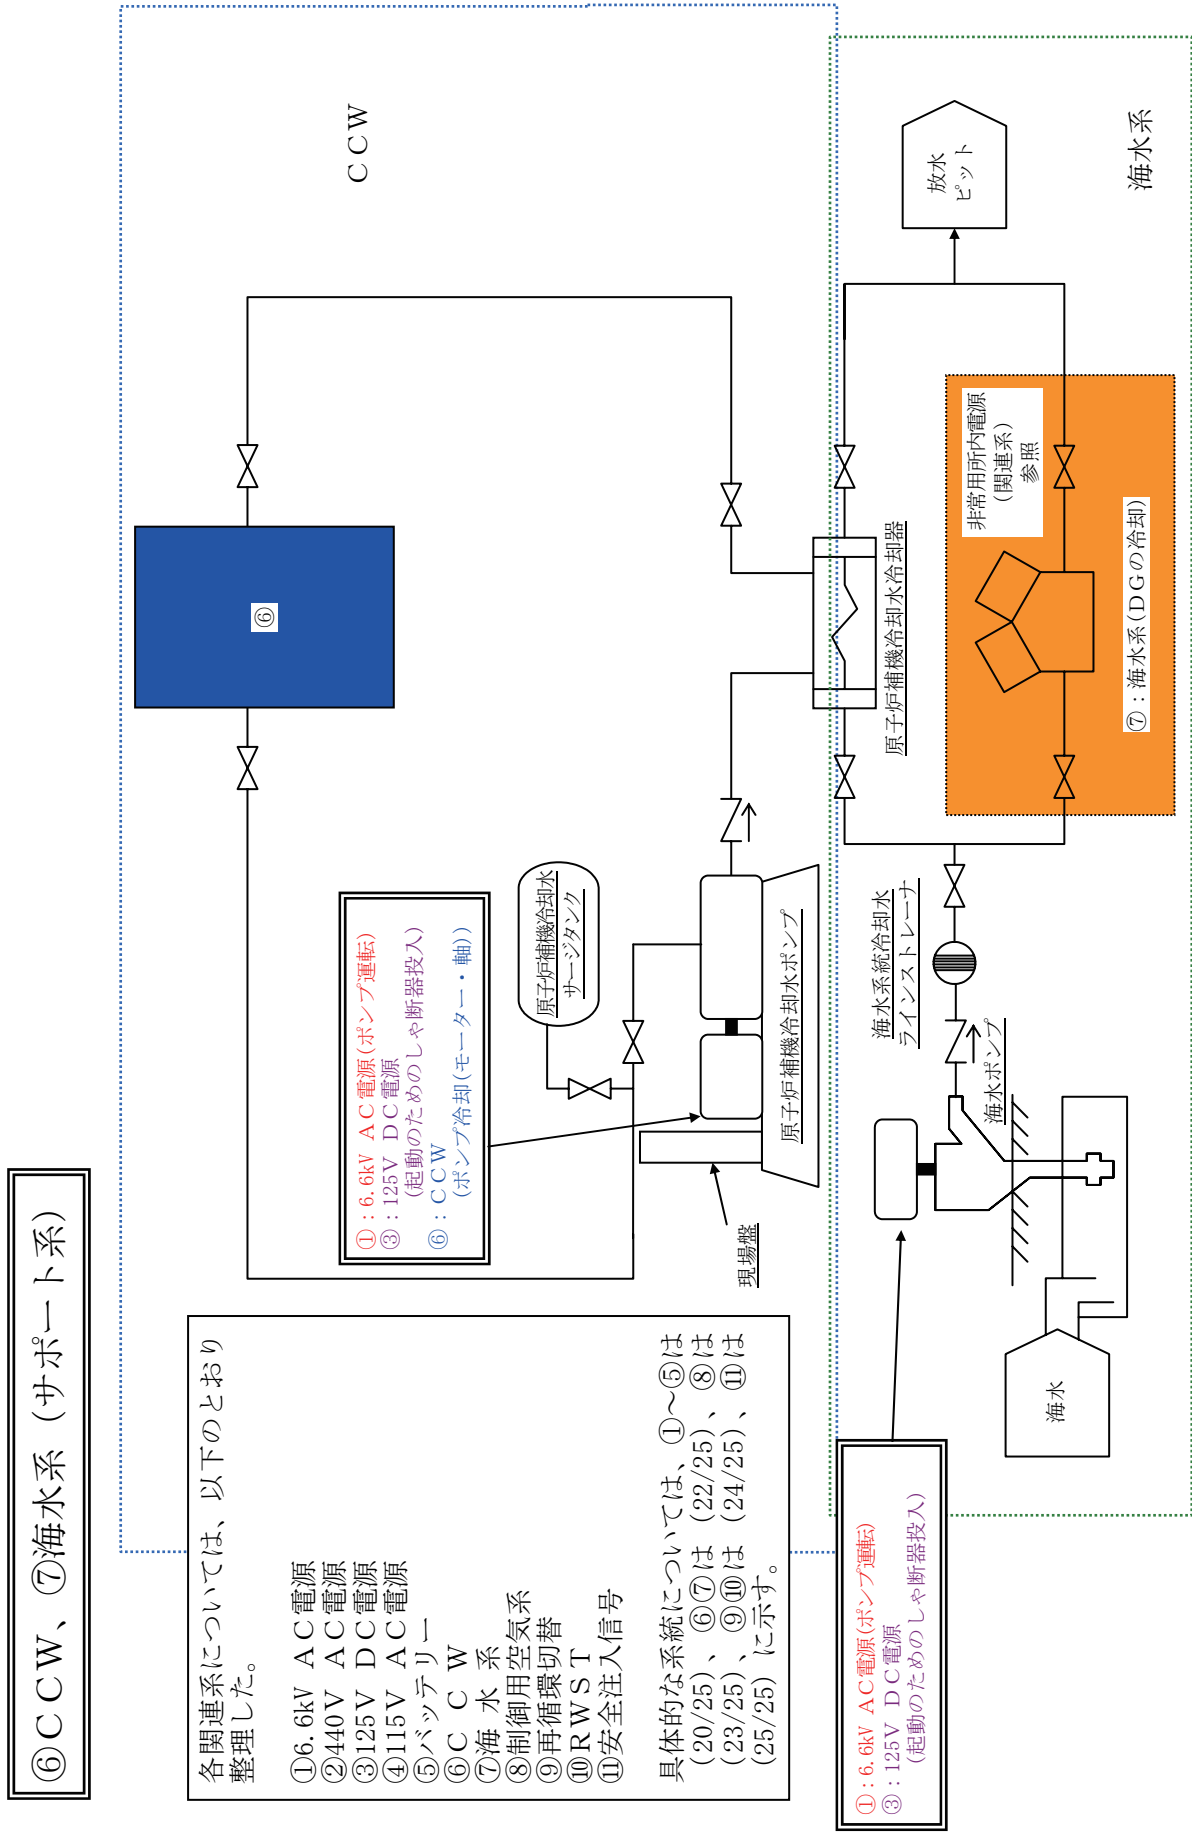 ⑥ＣＣＷ、⑦海水系（サポート系）
各関連系については、以下のとおり
整理した。
①6.6kV ＡＣ電源
②440V ＡＣ電源
③125V ＤＣ電源
④115V ＡＣ電源
⑤バッテリー
⑥Ｃ Ｃ Ｗ
⑦海 水 系
⑧制御用空気系
⑨再循環切替
⑩ＲＷＳＴ
⑪安全注入信号
具体的な系統については、①～⑤は
(20/25)、⑥⑦は (22/25)、⑧は
(23/25)、⑨⑩は (24/25)、⑪は
(25/25) に示す。
ＣＣＷ
⑥
①：6.6kV ＡＣ電源(ポンプ運転)
③：125V ＤＣ電源
(起動のためのしゃ断器投入)
⑥：ＣＣＷ
(ポンプ冷却(モーター・軸))
原子炉補機冷却水
サージタンク
現場盤
原子炉補機冷却水ポンプ
原子炉補機冷却水冷却器
①：6.6kV ＡＣ電源(ポンプ運転)
③：125V ＤＣ電源
(起動のためのしゃ断器投入)
海水
海水ポンプ
海水系統冷却水
ラインストレーナ
非常用所内電源
(関連系)
参照
⑦：海水系(ＤＧの冷却)
放水
ピット
海水系